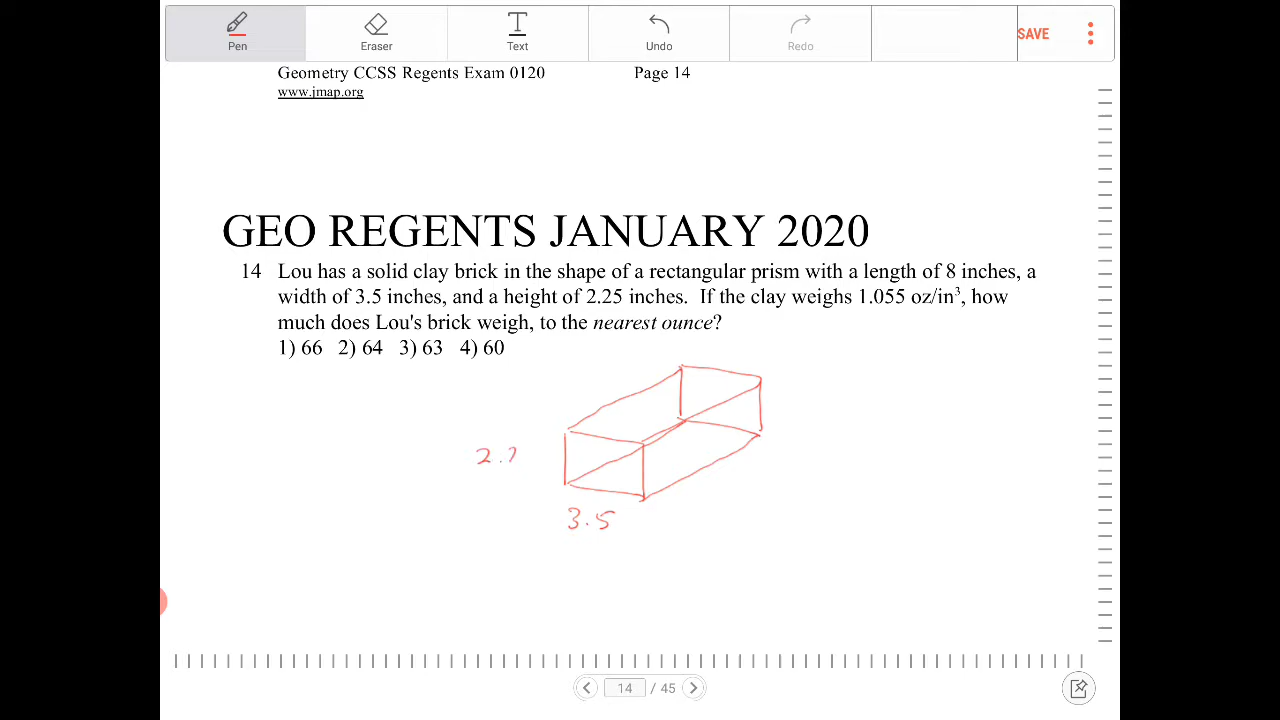 Pen Eraser Text Undo Redo SAVE
Geometry CCSS Regents Exam 0120 Page 14
www.jmap.org
GEO REGENTS JANUARY 2020
14 Lou has a solid clay brick in the shape of a rectangular prism with a length of 8 inches, a
width of 3.5 inches, and a height of 2.25 inches. If the clay weighs 1.055 oz/in³, how
much does Lou's brick weigh, to the nearest ounce?
1) 66 2) 64 3) 63 4) 60
3.5
14 / 45